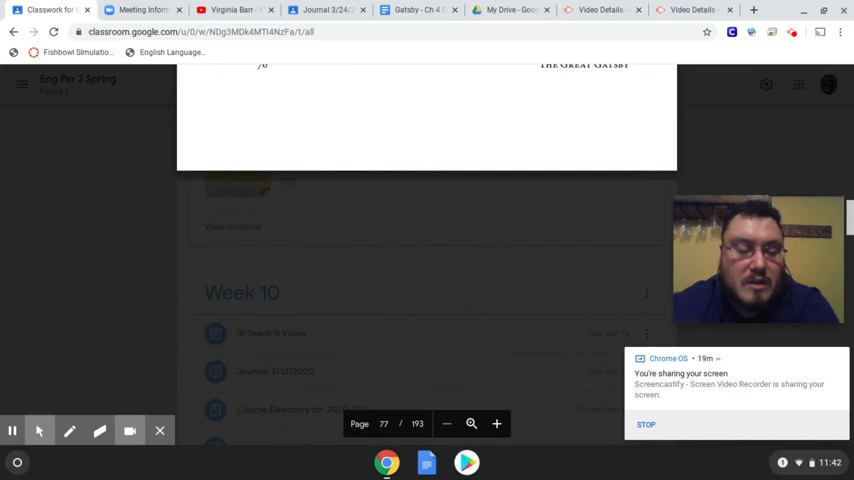 Classwork for E
Meeting Inform
Virginia Barr - Y
Journal 3/24/2
Gatsby - Ch 4 C
My Drive - Goog
Video Details -
Video Details -
classroom.google.com/u/0/w/NDg3MDk4MTI4NzFa/t/all
Fishbowl SImulatio...
English Language...
76
THE GREAT GATSBY
Eng Per 2 Spring
Period 2
PDF
View material
Week 10
IR Teach It Video
Journal 3/13/2020
Course Directory for 2020-2021
Chrome OS • 19m
You're sharing your screen
Screencastify - Screen Video Recorder is sharing your
screen.
STOP
Page 77 / 193
1
11:42